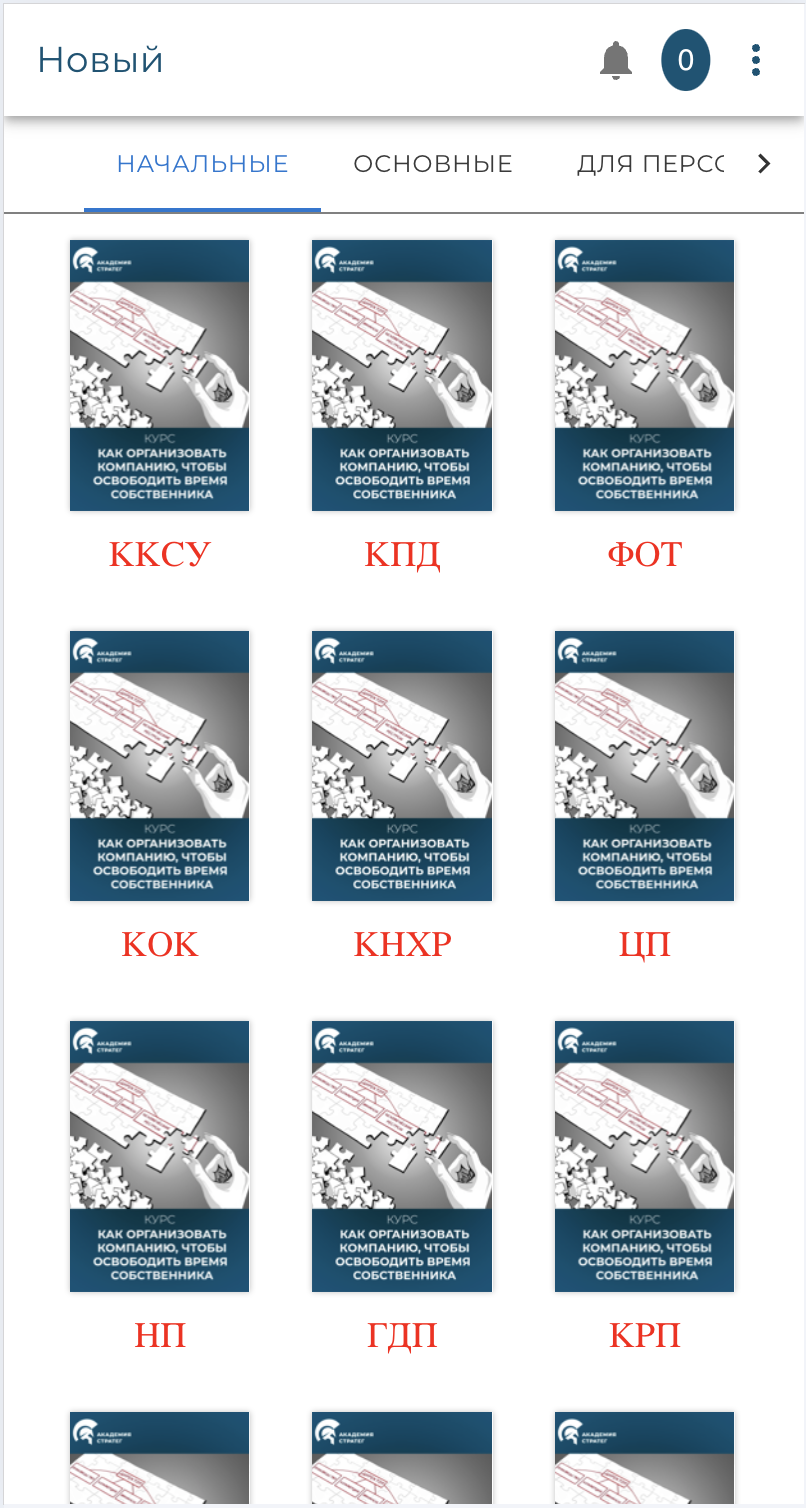 Новый
0
НАЧАЛЬНЫЕ ОСНОВНЫЕ ДЛЯ ПЕРСО
АКАДЕМИЯ АКАДЕМИЯ АКАДЕМИЯ
СТРАТЕГ СТРАТЕГ СТРАТЕГ
КУРС КУРС КУРС
КАК ОРГАНИЗОВАТЬ КАК ОРГАНИЗОВАТЬ КАК ОРГАНИЗОВАТЬ
КОМПАНИЮ, ЧТОБЫ КОМПАНИЮ, ЧТОБЫ КОМПАНИЮ, ЧТОБЫ
ОСВОБОДИТЬ ВРЕМЯ ОСВОБОДИТЬ ВРЕМЯ ОСВОБОДИТЬ ВРЕМЯ
СОБСТВЕННИКА СОБСТВЕННИКА СОБСТВЕННИКА
ККСУ КПД ФОТ
АКАДЕМИЯ АКАДЕМИЯ АКАДЕМИЯ
СТРАТЕГ СТРАТЕГ СТРАТЕГ
КУРС КУРС КУРС
КАК ОРГАНИЗОВАТЬ КАК ОРГАНИЗОВАТЬ КАК ОРГАНИЗОВАТЬ
КОМПАНИЮ, ЧТОБЫ КОМПАНИЮ, ЧТОБЫ КОМПАНИЮ, ЧТОБЫ
ОСВОБОДИТЬ ВРЕМЯ ОСВОБОДИТЬ ВРЕМЯ ОСВОБОДИТЬ ВРЕМЯ
СОБСТВЕННИКА СОБСТВЕННИКА СОБСТВЕННИКА
КОК КНХР ЦП
АКАДЕМИЯ АКАДЕМИЯ АКАДЕМИЯ
СТРАТЕГ СТРАТЕГ СТРАТЕГ
КУРС КУРС КУРС
КАК ОРГАНИЗОВАТЬ КАК ОРГАНИЗОВАТЬ КАК ОРГАНИЗОВАТЬ
КОМПАНИЮ, ЧТОБЫ КОМПАНИЮ, ЧТОБЫ КОМПАНИЮ, ЧТОБЫ
ОСВОБОДИТЬ ВРЕМЯ ОСВОБОДИТЬ ВРЕМЯ ОСВОБОДИТЬ ВРЕМЯ
СОБСТВЕННИКА СОБСТВЕННИКА СОБСТВЕННИКА
НП ГДП КРП
АКАДЕМИЯ АКАДЕМИЯ АКАДЕМИЯ
СТРАТЕГ СТРАТЕГ СТРАТЕГ